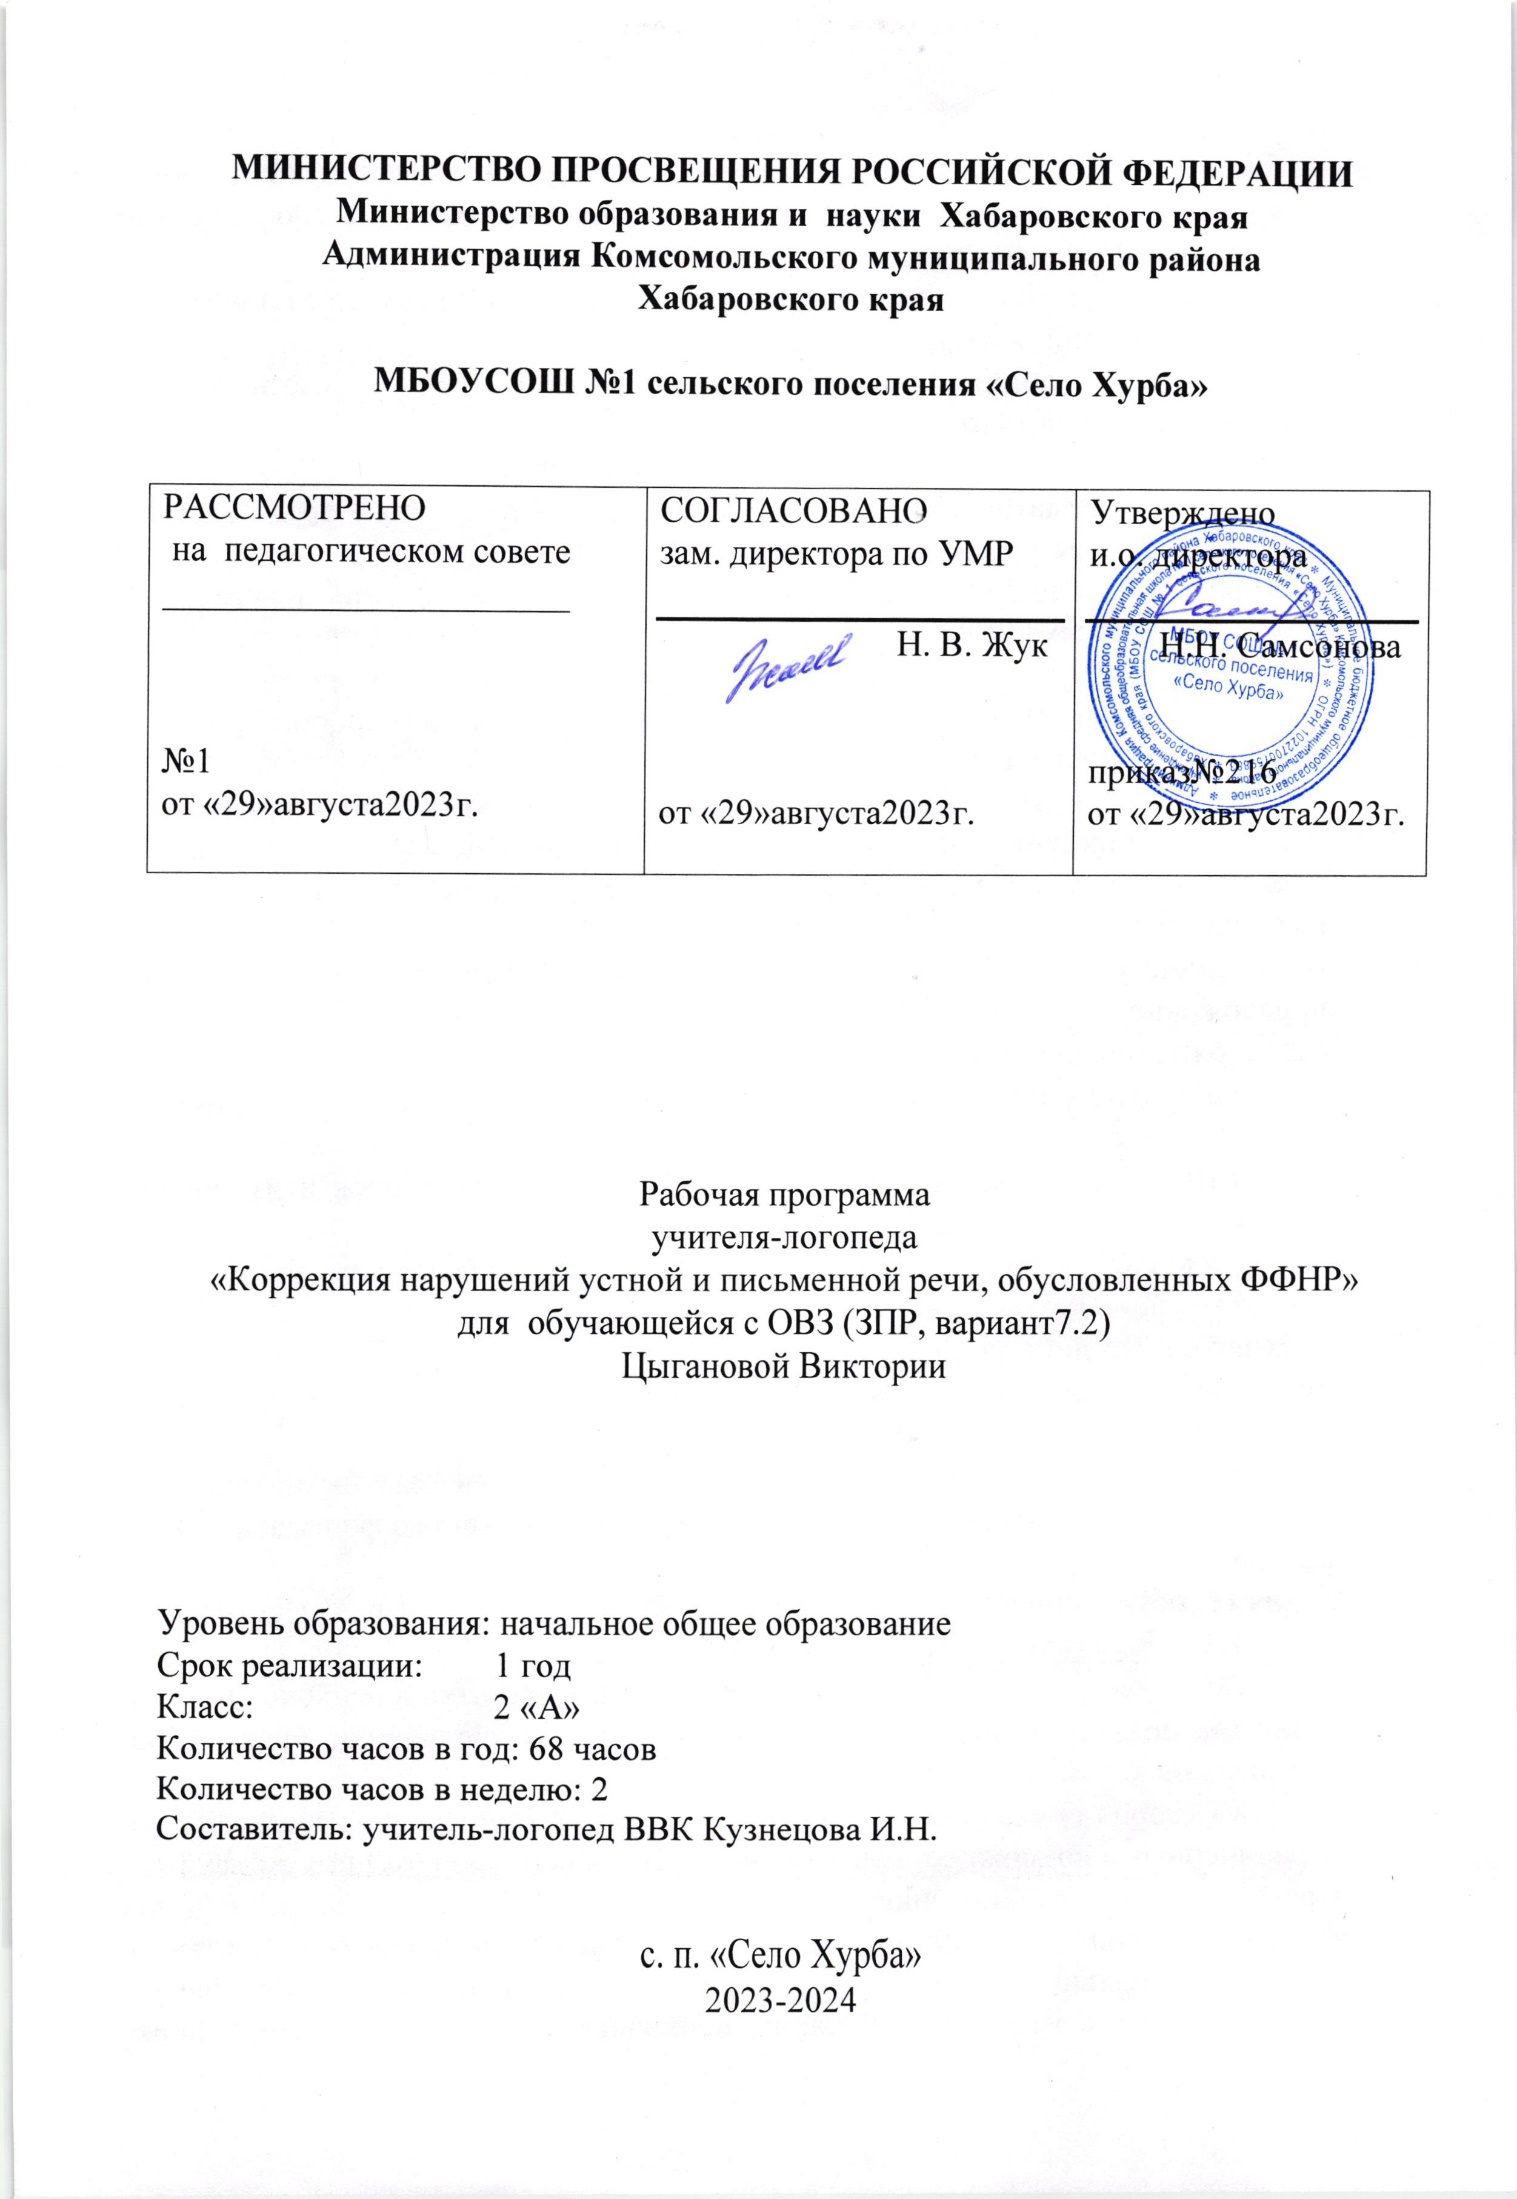 МИНИСТЕРСТВО ПРОСВЕЩЕНИЯ РОССИЙСКОЙ ФЕДЕРАЦИИ
Министерство образования и науки Хабаровского края
Администрация Комсомольского муниципального района
Хабаровского края
МБОУСОШ №1 сельского поселения «Село Хурба»
РАССМОТРЕНО
на педагогическом совете
№1
от «29»августа2023г.
СОГЛАСОВАНО
зам. директора по УМР
Н. В. Жук
от «29»августа2023г.
Утверждено
и.о. директора
Н.Н. Самсонова
приказ№216
от «29»августа2023г.
МБОУ СОШ №
сельского поселения
«Село Хурба»
Рабочая программа
учителя-логопеда
«Коррекция нарушений устной и письменной речи, обусловленных ФФНР»
для обучающейся с ОВЗ (ЗПР, вариант7.2)
Цыгановой Виктории
Уровень образования: начальное общее образование
Срок реализации: 1 год
Класс: 2 «А»
Количество часов в год: 68 часов
Количество часов в неделю: 2
Составитель: учитель-логопед ВВК Кузнецова И.Н.
с. п. «Село Хурба»
2023-2024